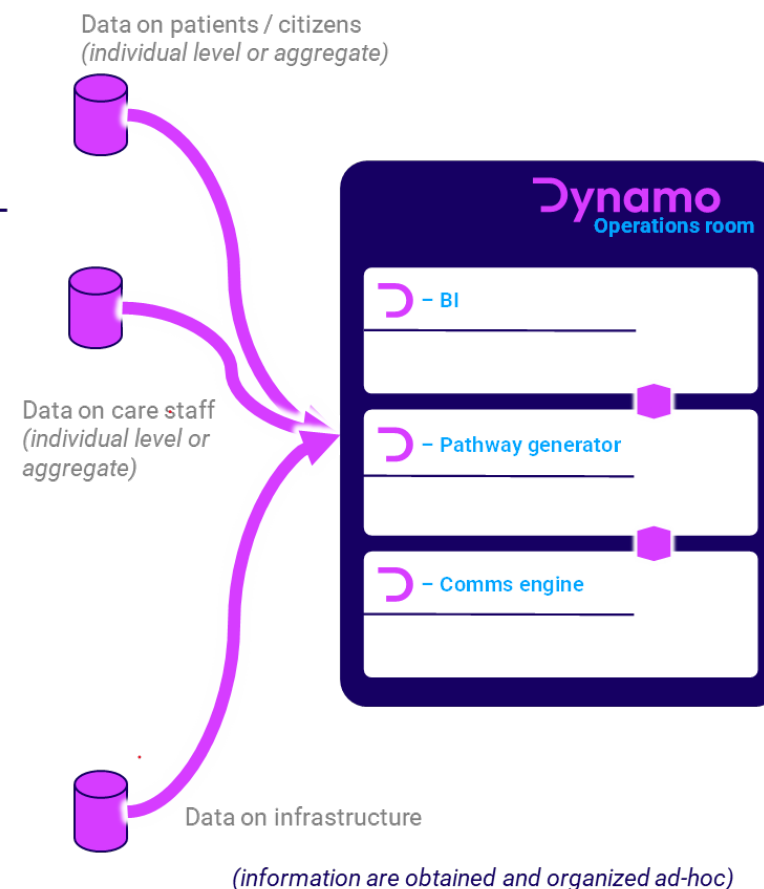 Data on patients / citizens
(individual level or aggregate)
Dynamo
Operations room
– BI
Data on care staff
(individual level or
aggregate)
– Pathway generator
– Comms engine
Data on infrastructure
(information are obtained and organized ad-hoc)